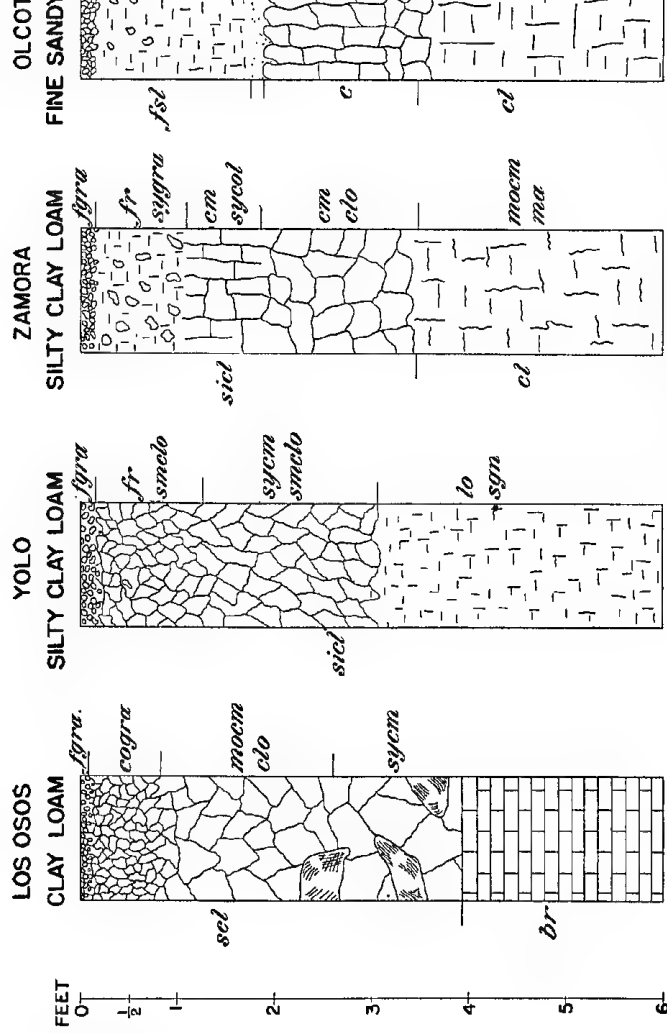 FEET
0
½
1
2
3
4
5
6
LOS OSOS
CLAY LOAM
scl
br
fgra.
cogra
mocm
clo
sycm
YOLO
SILTY CLAY LOAM
sicl
fgra
fr
smclo
sycm
smclo
lo
sgn
ZAMORA
SILTY CLAY LOAM
sicl
cl
fgra
fr
sygra
cm
sycol
cm
clo
mocm
ma
OLCOT
FINE SANDY
fsl
c
cl